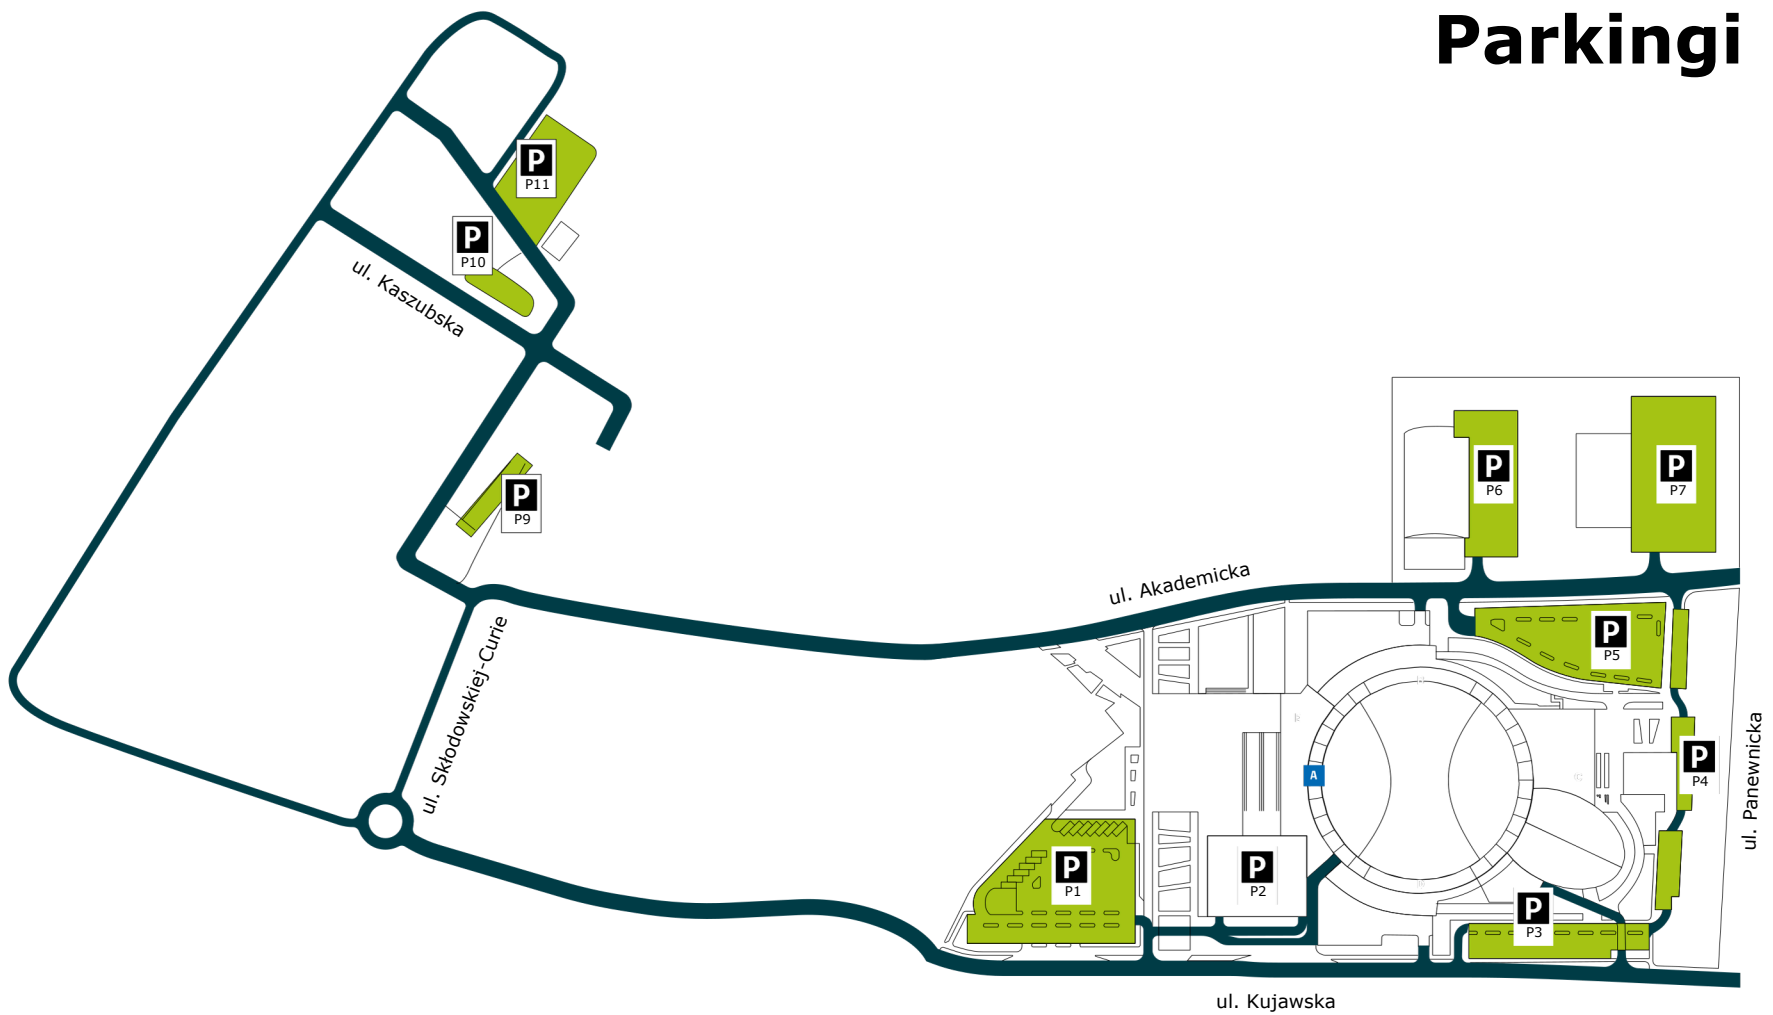 Parkingi
P
P11
P
P10
ul. Kaszubska
P
P9
P
P6
P
P7
ul. Akademicka
ul. Skłodowskiej-Curie
P
P5
P
P4
ul. Panewnicka
A
P
P1
P
P2
P
P3
ul. Kujawska